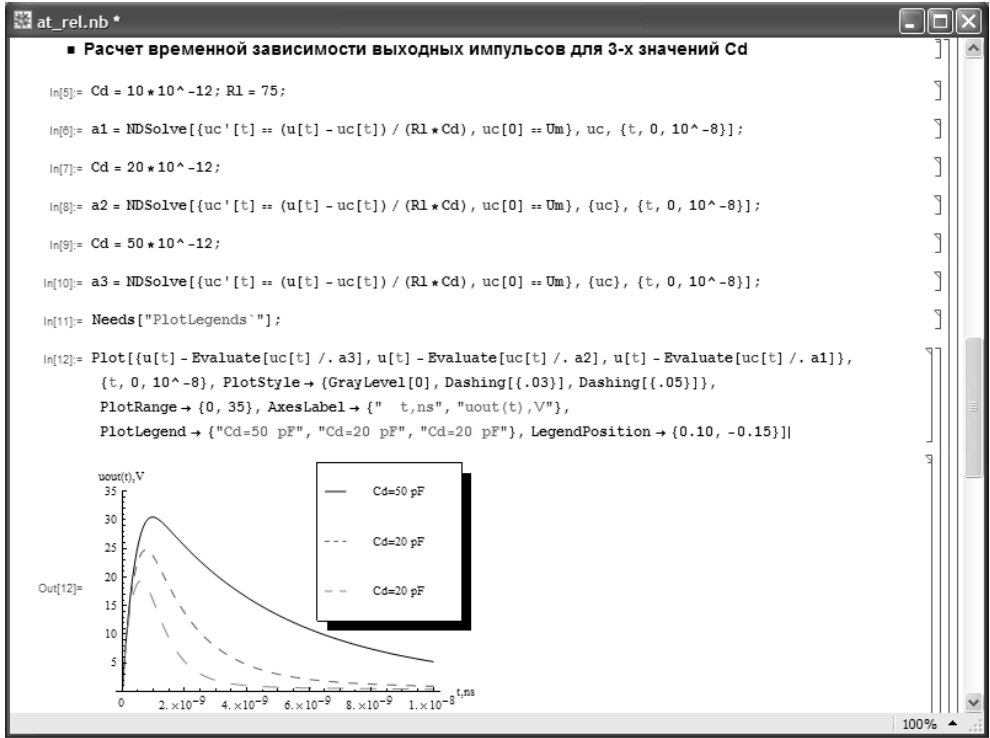 at_rel.nb *
▪ Расчет временной зависимости выходных импульсов для 3-х значений Cd
In[5]:= Cd = 10 * 10^-12; Rl = 75;
In[6]:= a1 = NDSolve[{uc'[t] == (u[t] - uc[t]) / (Rl * Cd), uc[0] == Um}, uc, {t, 0, 10^-8}];
In[7]:= Cd = 20 * 10^-12;
In[8]:= a2 = NDSolve[{uc'[t] == (u[t] - uc[t]) / (Rl * Cd), uc[0] == Um}, {uc}, {t, 0, 10^-8}];
In[9]:= Cd = 50 * 10^-12;
In[10]:= a3 = NDSolve[{uc'[t] == (u[t] - uc[t]) / (Rl * Cd), uc[0] == Um}, {uc}, {t, 0, 10^-8}];
In[11]:= Needs["PlotLegends`"];
In[12]:= Plot[{u[t] - Evaluate[uc[t] /. a3], u[t] - Evaluate[uc[t] /. a2], u[t] - Evaluate[uc[t] /. a1]},
{t, 0, 10^-8}, PlotStyle → {GrayLevel[0], Dashing[{.03}], Dashing[{.05}]},
PlotRange → {0, 35}, AxesLabel → {"  t,ns", "uout(t),V"},
PlotLegend → {"Cd=50 pF", "Cd=20 pF", "Cd=20 pF"}, LegendPosition → {0.10, -0.15}]
Out[12]=
uout(t),V
35
30
25
20
15
10
5
0
2.×10⁻⁹
4.×10⁻⁹
6.×10⁻⁹
8.×10⁻⁹
1.×10⁻⁸
t,ns
Cd=50 pF
Cd=20 pF
Cd=20 pF
100%